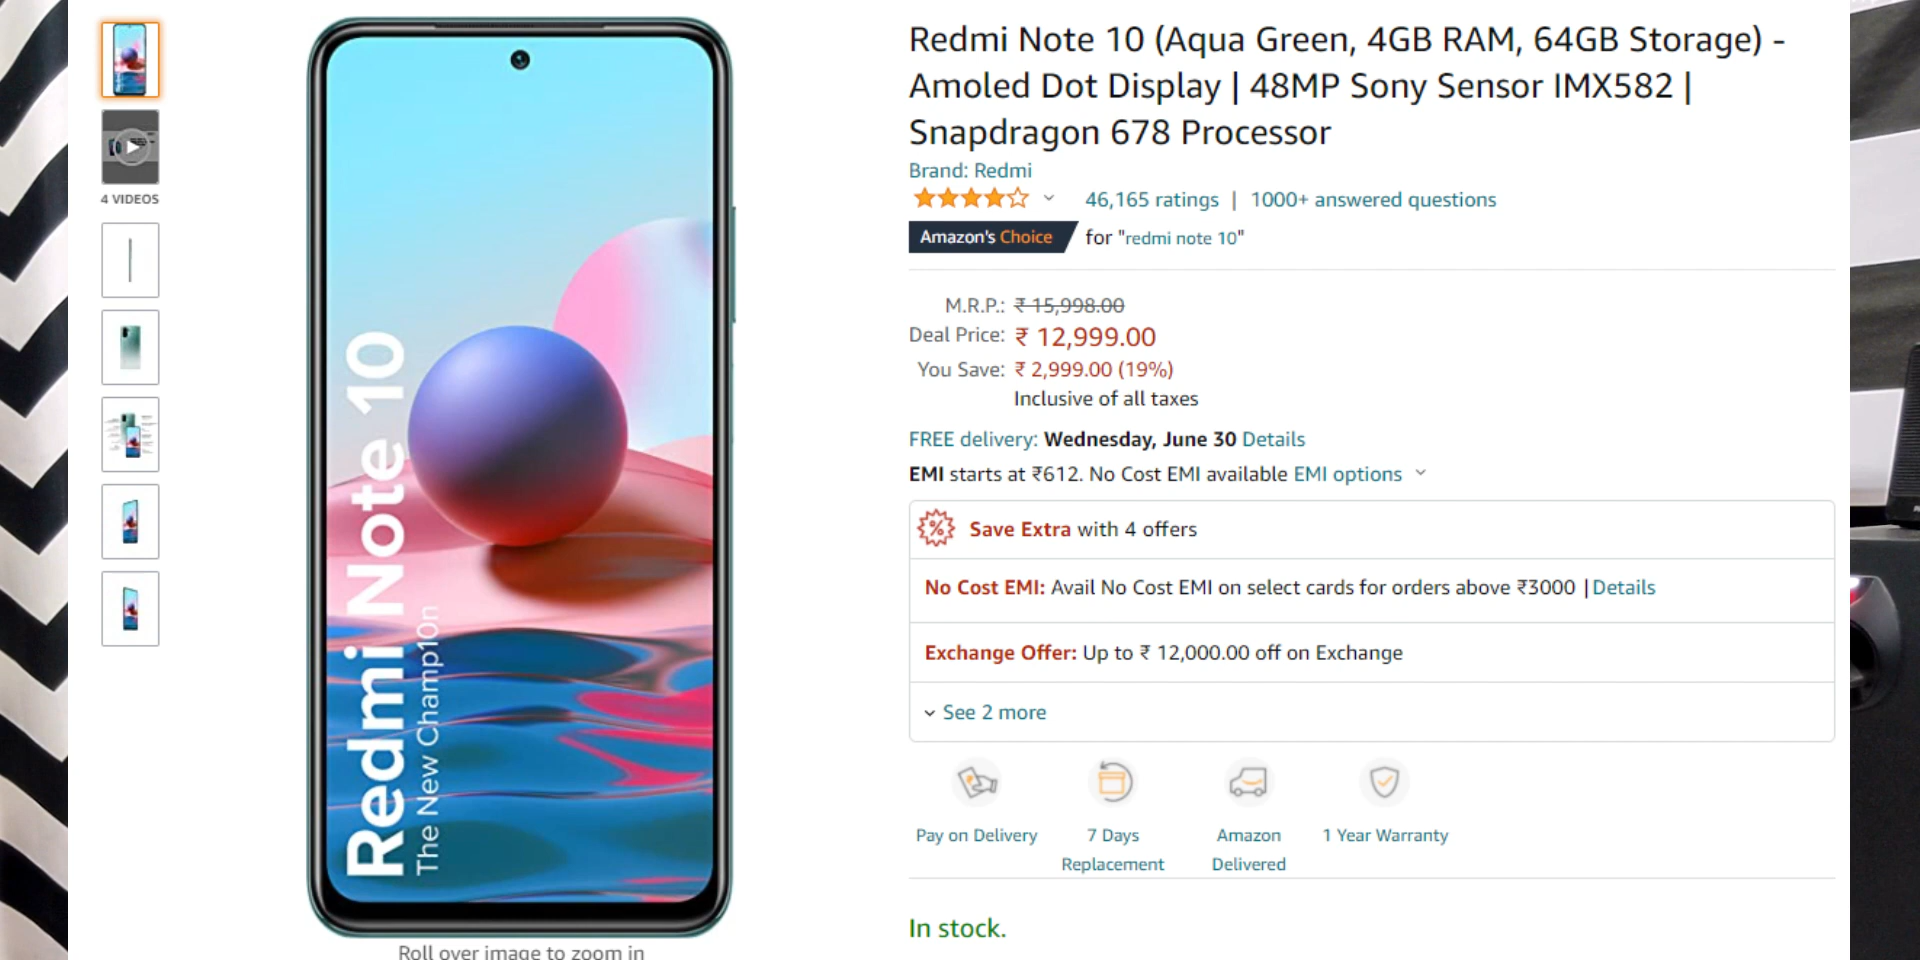 4 VIDEOS
Redmi Note 10
The New Champ10n
Roll over image to zoom in
Redmi Note 10 (Aqua Green, 4GB RAM, 64GB Storage) -
Amoled Dot Display | 48MP Sony Sensor IMX582 |
Snapdragon 678 Processor
Brand: Redmi
46,165 ratings | 1000+ answered questions
Amazon's Choice for "redmi note 10"
M.R.P.: ₹ 15,998.00
Deal Price: ₹ 12,999.00
You Save: ₹ 2,999.00 (19%)
Inclusive of all taxes
FREE delivery: Wednesday, June 30 Details
EMI starts at ₹612. No Cost EMI available EMI options
Save Extra with 4 offers
No Cost EMI: Avail No Cost EMI on select cards for orders above ₹3000 | Details
Exchange Offer: Up to ₹ 12,000.00 off on Exchange
See 2 more
Pay on Delivery
7 Days
Replacement
Amazon
Delivered
1 Year Warranty
In stock.